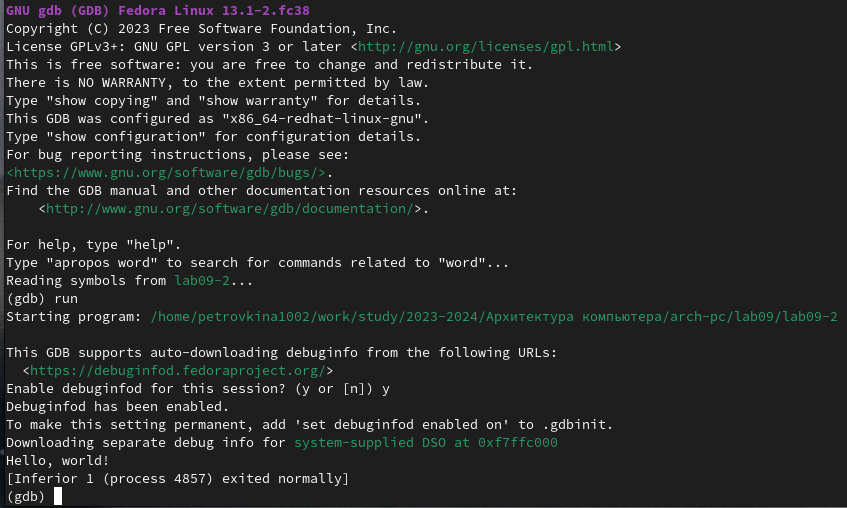 GNU gdb (GDB) Fedora Linux 13.1-2.fc38
Copyright (C) 2023 Free Software Foundation, Inc.
License GPLv3+: GNU GPL version 3 or later <http://gnu.org/licenses/gpl.html>
This is free software: you are free to change and redistribute it.
There is NO WARRANTY, to the extent permitted by law.
Type "show copying" and "show warranty" for details.
This GDB was configured as "x86_64-redhat-linux-gnu".
Type "show configuration" for configuration details.
For bug reporting instructions, please see:
<https://www.gnu.org/software/gdb/bugs/>.
Find the GDB manual and other documentation resources online at:
    <http://www.gnu.org/software/gdb/documentation/>.

For help, type "help".
Type "apropos word" to search for commands related to "word"...
Reading symbols from lab09-2...
(gdb) run
Starting program: /home/petrovkina1002/work/study/2023-2024/Архитектура компьютера/arch-pc/lab09/lab09-2

This GDB supports auto-downloading debuginfo from the following URLs:
  <https://debuginfod.fedoraproject.org/>
Enable debuginfod for this session? (y or [n]) y
Debuginfod has been enabled.
To make this setting permanent, add 'set debuginfod enabled on' to .gdbinit.
Downloading separate debug info for system-supplied DSO at 0xf7ffc000
Hello, world!
[Inferior 1 (process 4857) exited normally]
(gdb)